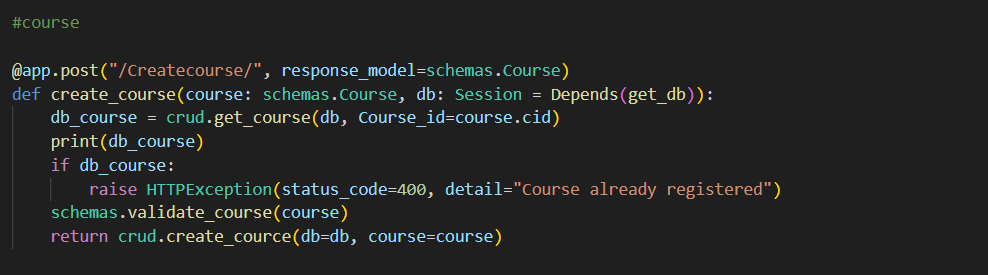 #course
@app.post("/Createcourse/", response_model=schemas.Course)
def create_course(course: schemas.Course, db: Session = Depends(get_db)):
    db_course = crud.get_course(db, Course_id=course.cid)
    print(db_course)
    if db_course:
        raise HTTPException(status_code=400, detail="Course already registered")
    schemas.validate_course(course)
    return crud.create_cource(db=db, course=course)